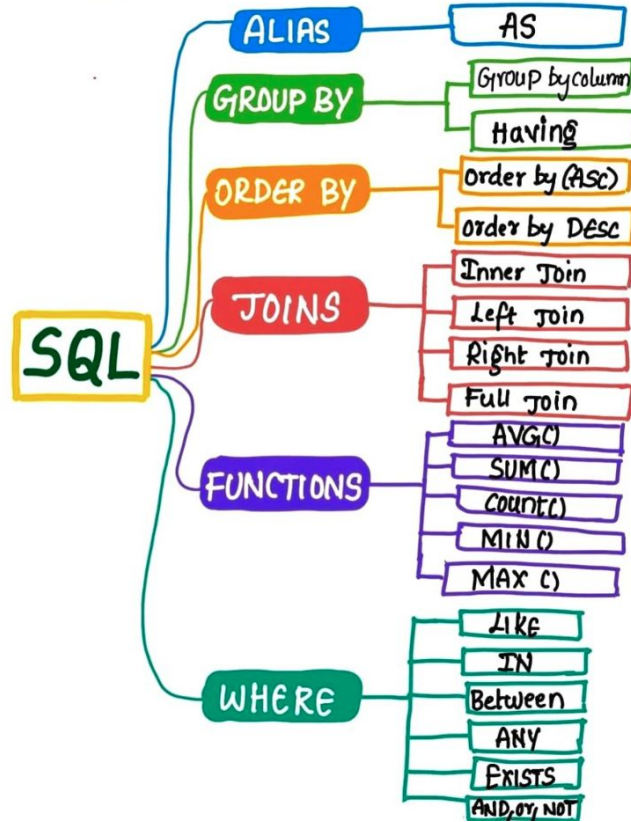 SQL
ALIAS
AS
GROUP BY
Group by column
Having
ORDER BY
Order by (ASC)
Order by DESC
JOINS
Inner Join
Left Join
Right Join
Full Join
FUNCTIONS
AVG()
SUM()
Count()
MIN()
MAX()
WHERE
LIKE
IN
Between
ANY
EXISTS
AND, or, NOT